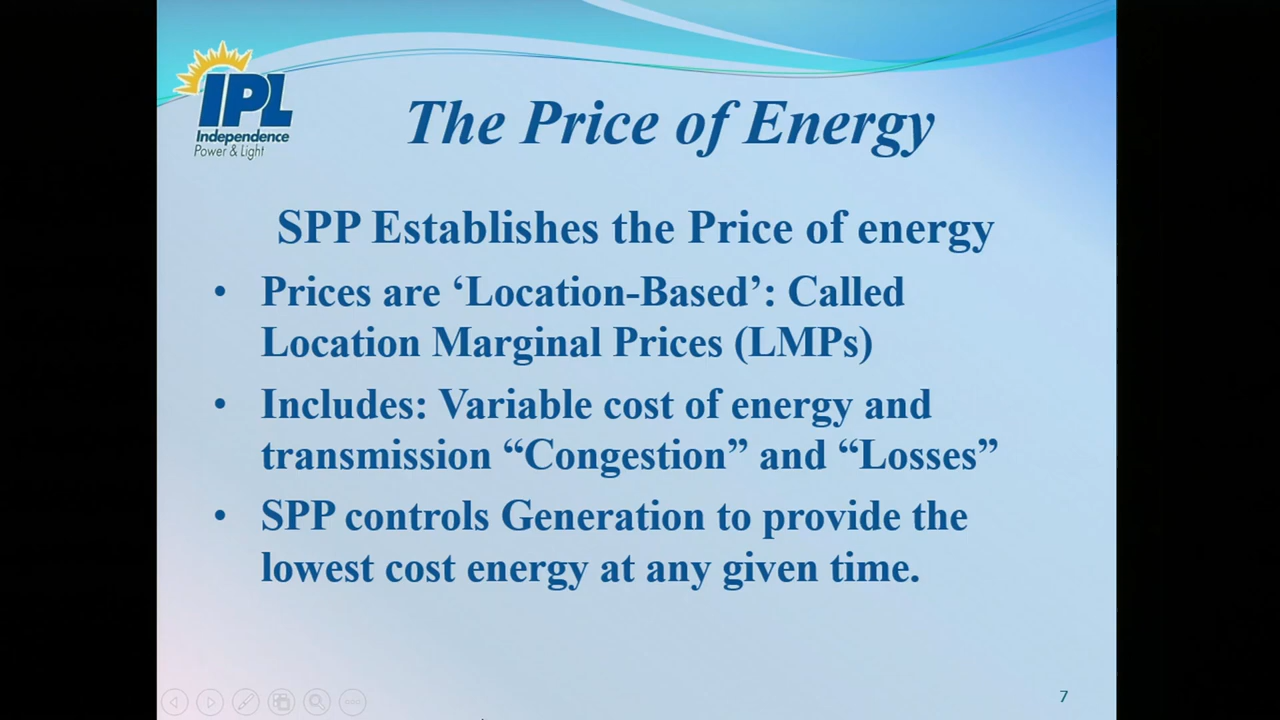 IPL
Independence
Power & Light
The Price of Energy
SPP Establishes the Price of energy
• Prices are ‘Location-Based’: Called
Location Marginal Prices (LMPs)
• Includes: Variable cost of energy and
transmission “Congestion” and “Losses”
• SPP controls Generation to provide the
lowest cost energy at any given time.
7